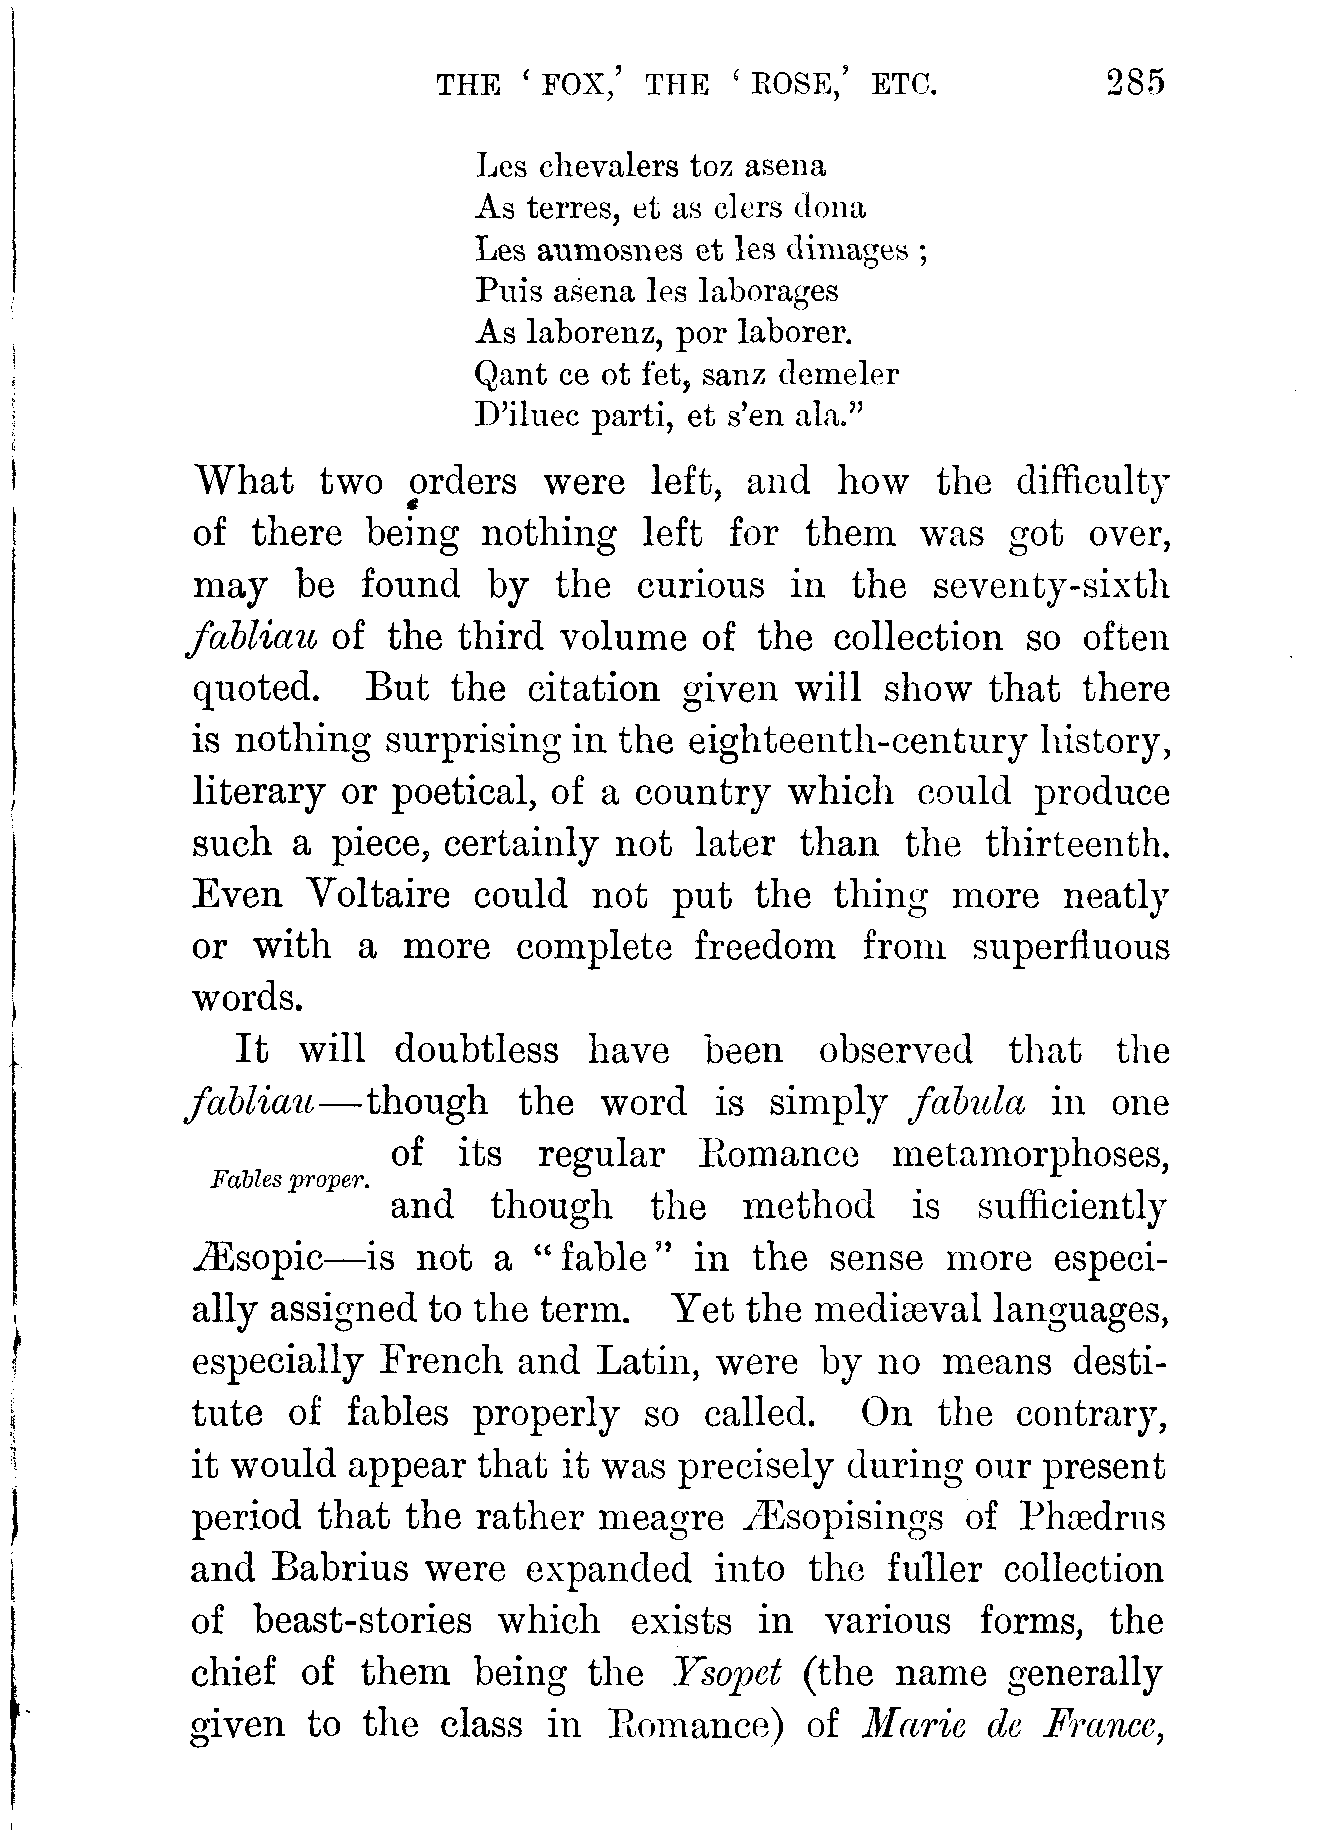 THE ‘ FOX,’ THE ‘ ROSE,’ ETC. 285
Les chevalers toz asena
As terres, et as clers dona
Les aumosnes et les dimages ;
Puis asena les laborages
As laborenz, por laborer.
Qant ce ot fet, sanz demeler
D’iluec parti, et s’en ala.”
What two orders were left, and how the difficulty
of there being nothing left for them was got over,
may be found by the curious in the seventy-sixth
fabliau of the third volume of the collection so often
quoted. But the citation given will show that there
is nothing surprising in the eighteenth-century history,
literary or poetical, of a country which could produce
such a piece, certainly not later than the thirteenth.
Even Voltaire could not put the thing more neatly
or with a more complete freedom from superfluous
words.
It will doubtless have been observed that the
fabliau—though the word is simply fabula in one
of its regular Romance metamorphoses,
Fables proper.
and though the method is sufficiently
Æsopic—is not a “ fable ” in the sense more especi-
ally assigned to the term. Yet the mediæval languages,
especially French and Latin, were by no means desti-
tute of fables properly so called. On the contrary,
it would appear that it was precisely during our present
period that the rather meagre Æsopisings of Phædrus
and Babrius were expanded into the fuller collection
of beast-stories which exists in various forms, the
chief of them being the Ysopet (the name generally
given to the class in Romance) of Marie de France,